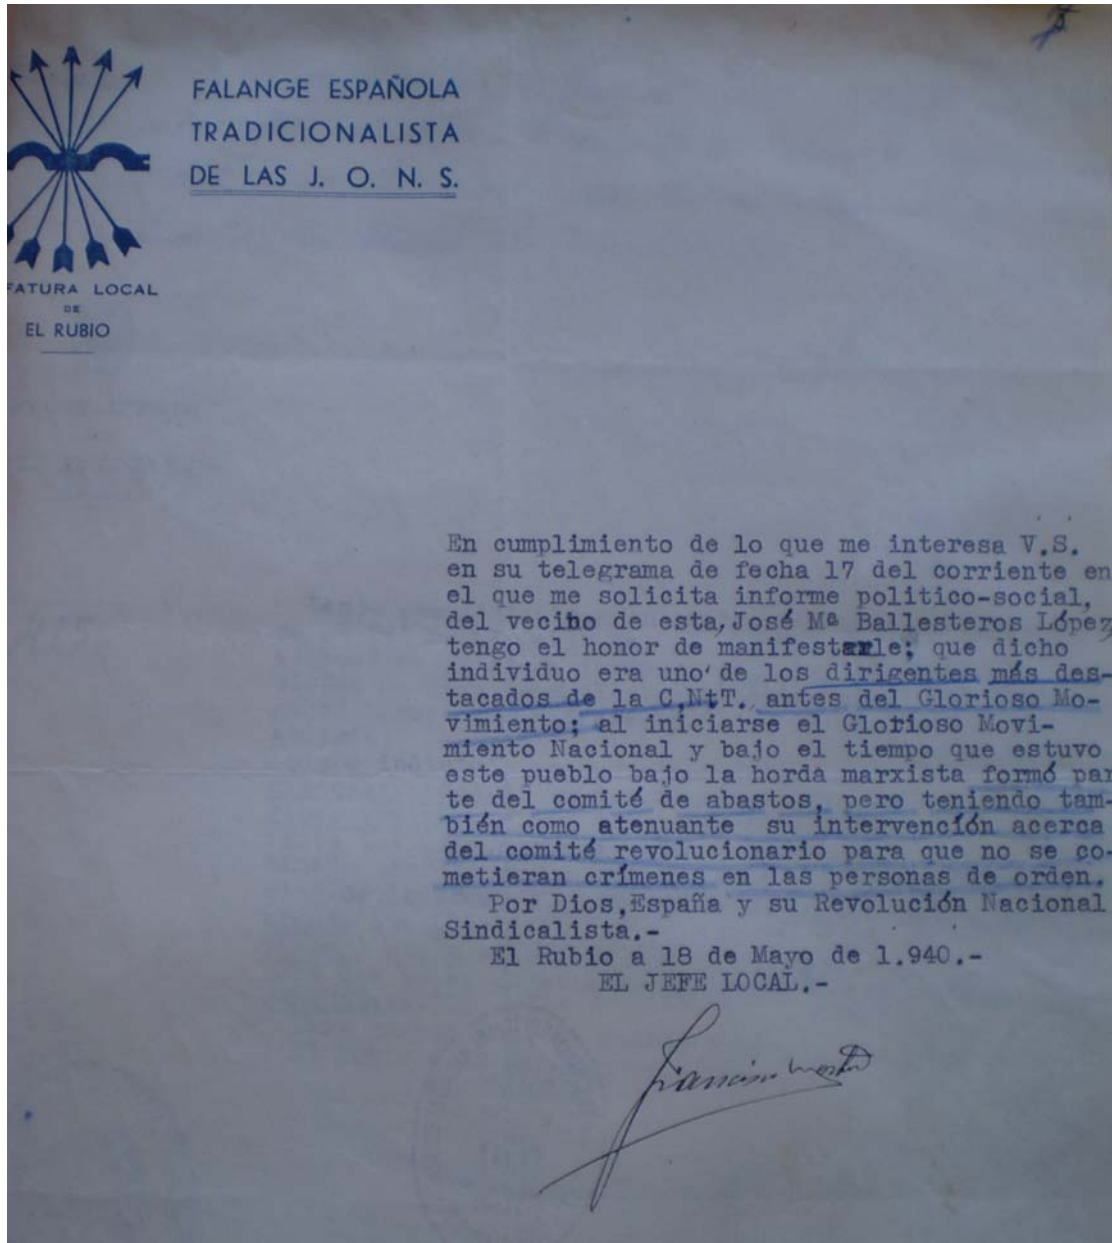 FALANGE ESPAÑOLA
TRADICIONALISTA
DE LAS J. O. N. S.
FATURA LOCAL
DE
EL RUBIO
En cumplimiento de lo que me interesa V.S.
en su telegrama de fecha 17 del corriente en
el que me solicita informe politico-social,
del vecino de esta, José Mª Ballesteros López
tengo el honor de manifestarle; que dicho
individuo era uno de los dirigentes más des-
tacados de la C.NtT. antes del Glorioso Mo-
vimiento; al iniciarse el Glorioso Movi-
miento Nacional y bajo el tiempo que estuvo
este pueblo bajo la horda marxista formó par
te del comité de abastos, pero teniendo tam-
bién como atenuante su intervención acerca
del comité revolucionario para que no se co-
metieran crímenes en las personas de orden.
Por Dios,España y su Revolución Nacional
Sindicalista.-
El Rubio a 18 de Mayo de 1.940.-
EL JEFE LOCAL.-